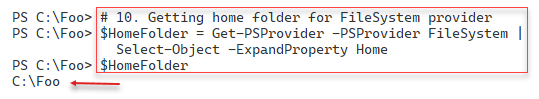 PS C:\Foo> # 10. Getting home folder for FileSystem provider
PS C:\Foo> $HomeFolder = Get-PSProvider -PSProvider FileSystem |
Select-Object -ExpandProperty Home
PS C:\Foo> $HomeFolder
C:\Foo